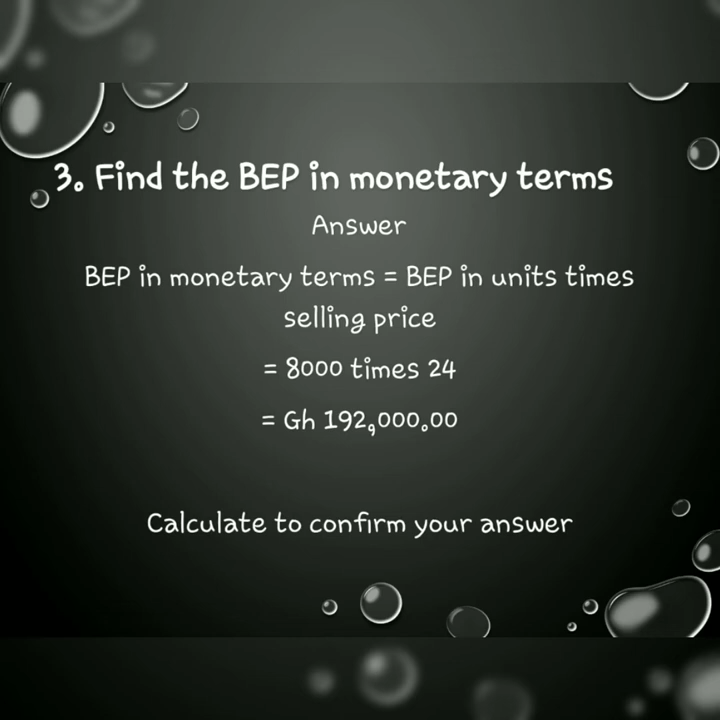 3. Find the BEP in monetary terms
Answer
BEP in monetary terms = BEP in units times
selling price
= 8000 times 24
= Gh 192,000.00
Calculate to confirm your answer